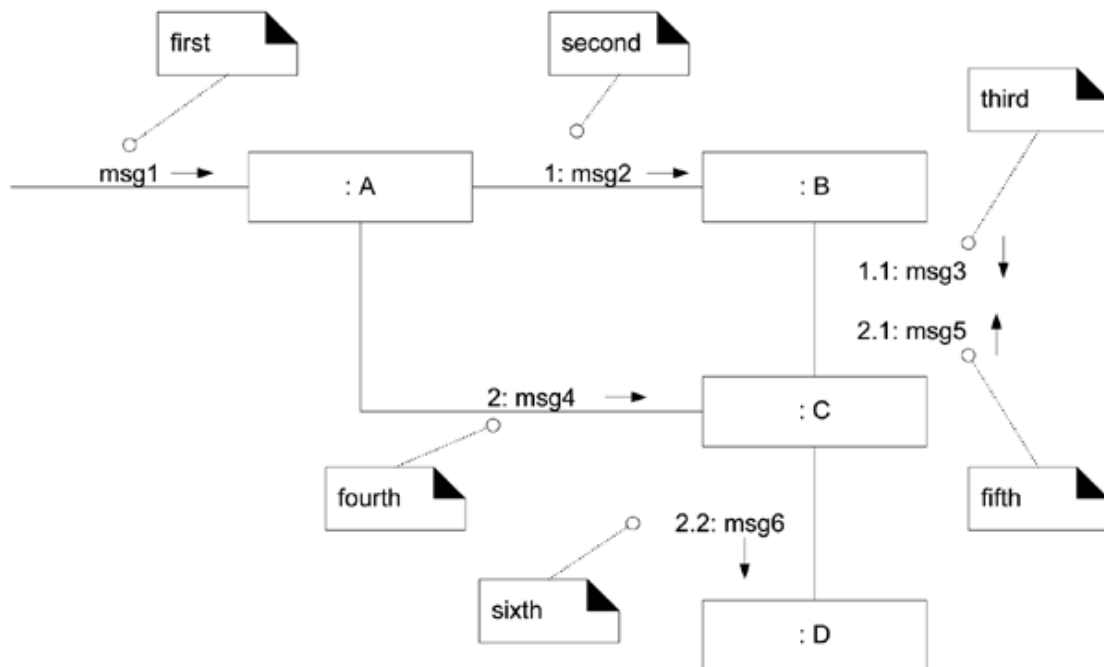 first
second
third
msg1
: A
1: msg2
: B
1.1: msg3
2.1: msg5
2: msg4
: C
fourth
fifth
2.2: msg6
sixth
: D